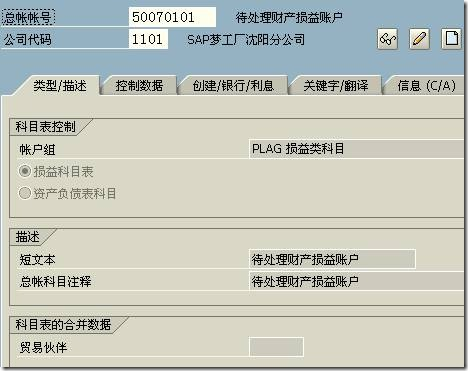 总帐帐号 50070101 待处理财产损益账户
公司代码 1101 SAP梦工厂沈阳分公司
类型/描述 控制数据 创建/银行/利息 关键字/翻译 信息 (C/A)
科目表控制
帐户组 PLAG 损益类科目
损益科目表
资产负债表科目
描述
短文本 待处理财产损益账户
总帐科目注释 待处理财产损益账户
科目表的合并数据
贸易伙伴